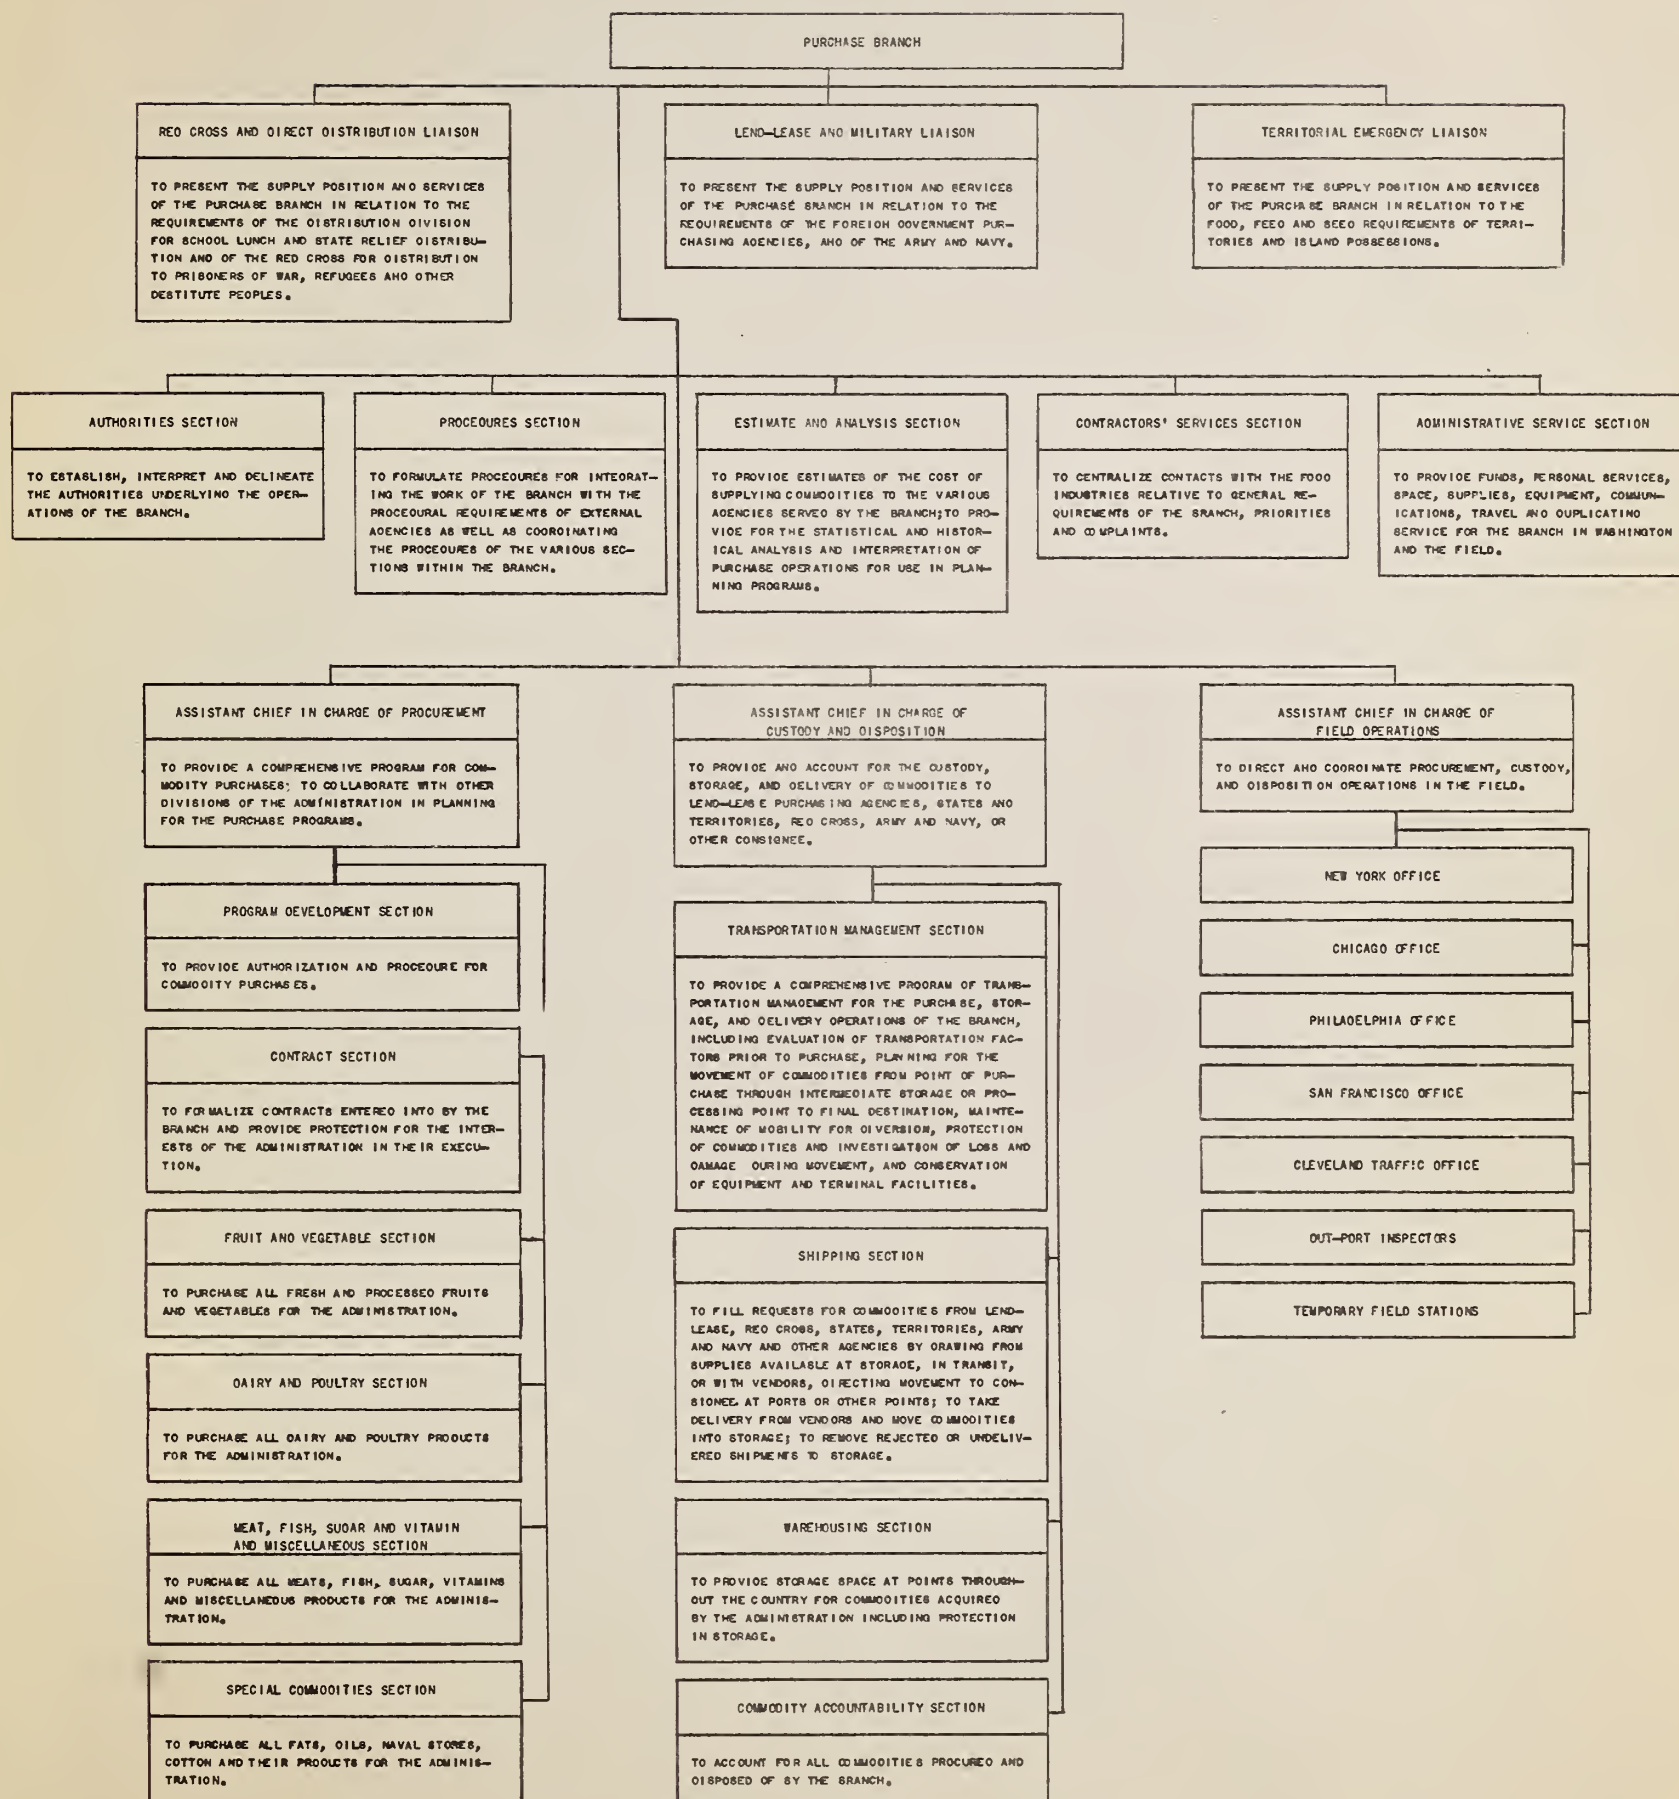 PURCHASE BRANCH
RED CROSS AND DIRECT DISTRIBUTION LIAISON
TO PRESENT THE SUPPLY POSITION AND SERVICES
OF THE PURCHASE BRANCH IN RELATION TO THE
REQUIREMENTS OF THE DISTRIBUTION DIVISION
FOR SCHOOL LUNCH AND STATE RELIEF DISTRIBU-
TION AND OF THE RED CROSS FOR DISTRIBUTION
TO PRISONERS OF WAR, REFUGEES AND OTHER
DESTITUTE PEOPLES.
LEND-LEASE AND MILITARY LIAISON
TO PRESENT THE SUPPLY POSITION AND SERVICES
OF THE PURCHASE BRANCH IN RELATION TO THE
REQUIREMENTS OF THE FOREIGN GOVERNMENT PUR-
CHASING AGENCIES, AND OF THE ARMY AND NAVY.
TERRITORIAL EMERGENCY LIAISON
TO PRESENT THE SUPPLY POSITION AND SERVICES
OF THE PURCHASE BRANCH IN RELATION TO THE
FOOD, FEED AND SEED REQUIREMENTS OF TERRI-
TORIES AND ISLAND POSSESSIONS.
AUTHORITIES SECTION
TO ESTABLISH, INTERPRET AND DELINEATE
THE AUTHORITIES UNDERLYING THE OPER-
ATIONS OF THE BRANCH.
PROCEDURES SECTION
TO FORMULATE PROCEDURES FOR INTEGRAT-
ING THE WORK OF THE BRANCH WITH THE
PROCEDURAL REQUIREMENTS OF EXTERNAL
AGENCIES AS WELL AS COORDINATING
THE PROCEDURES OF THE VARIOUS SEC-
TIONS WITHIN THE BRANCH.
ESTIMATE AND ANALYSIS SECTION
TO PROVIDE ESTIMATES OF THE COST OF
SUPPLYING COMMODITIES TO THE VARIOUS
AGENCIES SERVED BY THE BRANCH; TO PRO-
VIDE FOR THE STATISTICAL AND HISTOR-
ICAL ANALYSIS AND INTERPRETATION OF
PURCHASE OPERATIONS FOR USE IN PLAN-
NING PROGRAMS.
CONTRACTORS' SERVICES SECTION
TO CENTRALIZE CONTACTS WITH THE FOOD
INDUSTRIES RELATIVE TO GENERAL RE-
QUIREMENTS OF THE BRANCH, PRIORITIES
AND COMPLAINTS.
ADMINISTRATIVE SERVICE SECTION
TO PROVIDE FUNDS, PERSONAL SERVICES,
SPACE, SUPPLIES, EQUIPMENT, COMMUN-
ICATIONS, TRAVEL AND DUPLICATING
SERVICE FOR THE BRANCH IN WASHINGTON
AND THE FIELD.
ASSISTANT CHIEF IN CHARGE OF PROCUREMENT
TO PROVIDE A COMPREHENSIVE PROGRAM FOR COM-
MODITY PURCHASES; TO COLLABORATE WITH OTHER
DIVISIONS OF THE ADMINISTRATION IN PLANNING
FOR THE PURCHASE PROGRAMS.
PROGRAM DEVELOPMENT SECTION
TO PROVIDE AUTHORIZATION AND PROCEDURE FOR
COMMODITY PURCHASES.
CONTRACT SECTION
TO FORMALIZE CONTRACTS ENTERED INTO BY THE
BRANCH AND PROVIDE PROTECTION FOR THE INTER-
ESTS OF THE ADMINISTRATION IN THEIR EXECU-
TION.
FRUIT AND VEGETABLE SECTION
TO PURCHASE ALL FRESH AND PROCESSED FRUITS
AND VEGETABLES FOR THE ADMINISTRATION.
DAIRY AND POULTRY SECTION
TO PURCHASE ALL DAIRY AND POULTRY PRODUCTS
FOR THE ADMINISTRATION.
MEAT, FISH, SUGAR AND VITAMIN
AND MISCELLANEOUS SECTION
TO PURCHASE ALL MEATS, FISH, SUGAR, VITAMINS
AND MISCELLANEOUS PRODUCTS FOR THE ADMINIS-
TRATION.
SPECIAL COMMODITIES SECTION
TO PURCHASE ALL FATS, OILS, NAVAL STORES,
COTTON AND THEIR PRODUCTS FOR THE ADMINIS-
TRATION.
ASSISTANT CHIEF IN CHARGE OF
CUSTODY AND DISPOSITION
TO PROVIDE AND ACCOUNT FOR THE CUSTODY,
STORAGE, AND DELIVERY OF COMMODITIES TO
LEND-LEASE PURCHASING AGENCIES, STATES AND
TERRITORIES, RED CROSS, ARMY AND NAVY, OR
OTHER CONSIGNEE.
TRANSPORTATION MANAGEMENT SECTION
TO PROVIDE A COMPREHENSIVE PROGRAM OF TRANS-
PORTATION MANAGEMENT FOR THE PURCHASE, STOR-
AGE, AND DELIVERY OPERATIONS OF THE BRANCH,
INCLUDING EVALUATION OF TRANSPORTATION FAC-
TORS PRIOR TO PURCHASE, PLANNING FOR THE
MOVEMENT OF COMMODITIES FROM POINT OF PUR-
CHASE THROUGH INTERMEDIATE STORAGE OR PRO-
CESSING POINT TO FINAL DESTINATION, MAINTE-
NANCE OF MOBILITY FOR DIVERSION, PROTECTION
OF COMMODITIES AND INVESTIGATION OF LOSS AND
DAMAGE DURING MOVEMENT, AND CONSERVATION
OF EQUIPMENT AND TERMINAL FACILITIES.
SHIPPING SECTION
TO FILL REQUESTS FOR COMMODITIES FROM LEND-
LEASE, RED CROSS, STATES, TERRITORIES, ARMY
AND NAVY AND OTHER AGENCIES BY DRAWING FROM
SUPPLIES AVAILABLE AT STORAGE, IN TRANSIT,
OR WITH VENDORS, DIRECTING MOVEMENT TO CON-
SIGNEE AT PORTS OR OTHER POINTS; TO TAKE
DELIVERY FROM VENDORS AND MOVE COMMODITIES
INTO STORAGE; TO REMOVE REJECTED OR UNDELIV-
ERED SHIPMENTS TO STORAGE.
WAREHOUSING SECTION
TO PROVIDE STORAGE SPACE AT POINTS THROUGH-
OUT THE COUNTRY FOR COMMODITIES ACQUIRED
BY THE ADMINISTRATION INCLUDING PROTECTION
IN STORAGE.
COMMODITY ACCOUNTABILITY SECTION
TO ACCOUNT FOR ALL COMMODITIES PROCURED AND
DISPOSED OF BY THE BRANCH.
ASSISTANT CHIEF IN CHARGE OF
FIELD OPERATIONS
TO DIRECT AND COORDINATE PROCUREMENT, CUSTODY,
AND DISPOSITION OPERATIONS IN THE FIELD.
NEW YORK OFFICE
CHICAGO OFFICE
PHILADELPHIA OFFICE
SAN FRANCISCO OFFICE
CLEVELAND TRAFFIC OFFICE
OUT-PORT INSPECTORS
TEMPORARY FIELD STATIONS